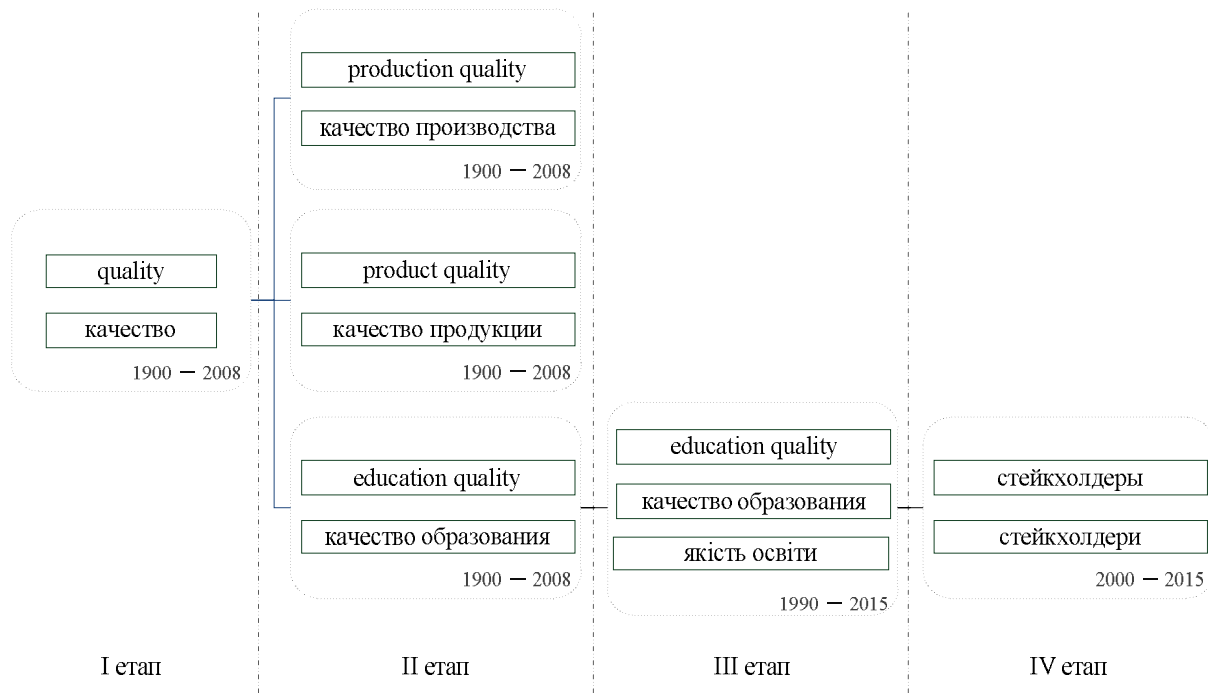 quality
качество
1900 — 2008
production quality
качество производства
1900 — 2008
product quality
качество продукции
1900 — 2008
education quality
качество образования
1900 — 2008
education quality
качество образования
якість освіти
1990 — 2015
стейкхолдеры
стейкхолдери
2000 — 2015
I етап
II етап
III етап
IV етап